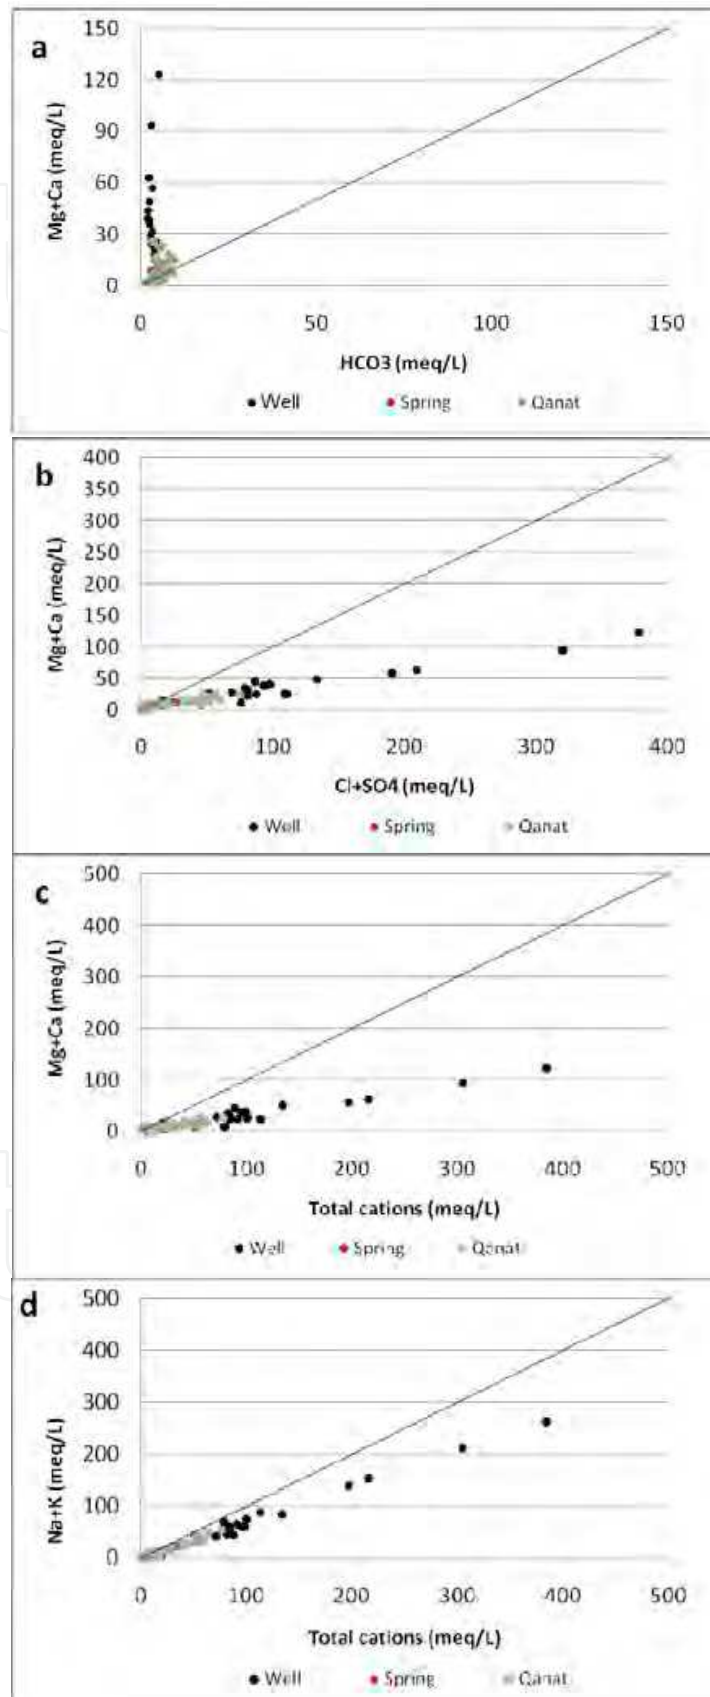 a
150
120
90
60
30
0
Mg+Ca (meq/L)
0 50 100 150
HCO3 (meq/L)
Well Spring Qanat
b
400
350
300
250
200
150
100
50
0
Mg+Ca (meq/L)
0 100 200 300 400
Cl+SO4 (meq/L)
Well Spring Qanat
c
500
400
300
200
100
0
Mg+Ca (meq/L)
0 100 200 300 400 500
Total cations (meq/L)
Well Spring Qanat
d
500
400
300
200
100
0
Na+K (meq/L)
0 100 200 300 400 500
Total cations (meq/L)
Well Spring Qanat